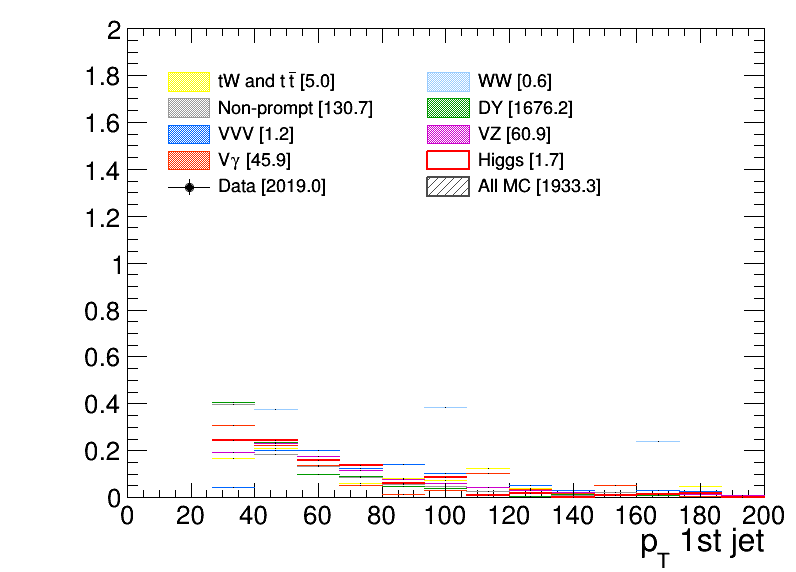 2
1.8
1.6
1.4
1.2
1
0.8
0.6
0.4
0.2
0
tW and t t̄ [5.0]
Non-prompt [130.7]
VVV [1.2]
Vγ [45.9]
Data [2019.0]
WW [0.6]
DY [1676.2]
VZ [60.9]
Higgs [1.7]
All MC [1933.3]
0 20 40 60 80 100 120 140 160 180 200
p_T 1st jet